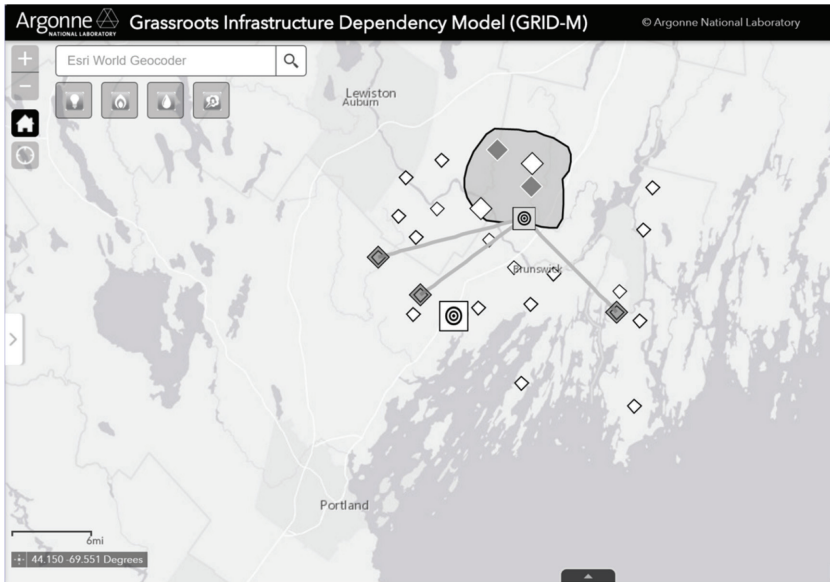 Argonne
NATIONAL LABORATORY
Grassroots Infrastructure Dependency Model (GRID-M)
© Argonne National Laboratory
Esri World Geocoder
Lewiston
Auburn
Brunswick
Portland
6mi
44.150 -69.551 Degrees